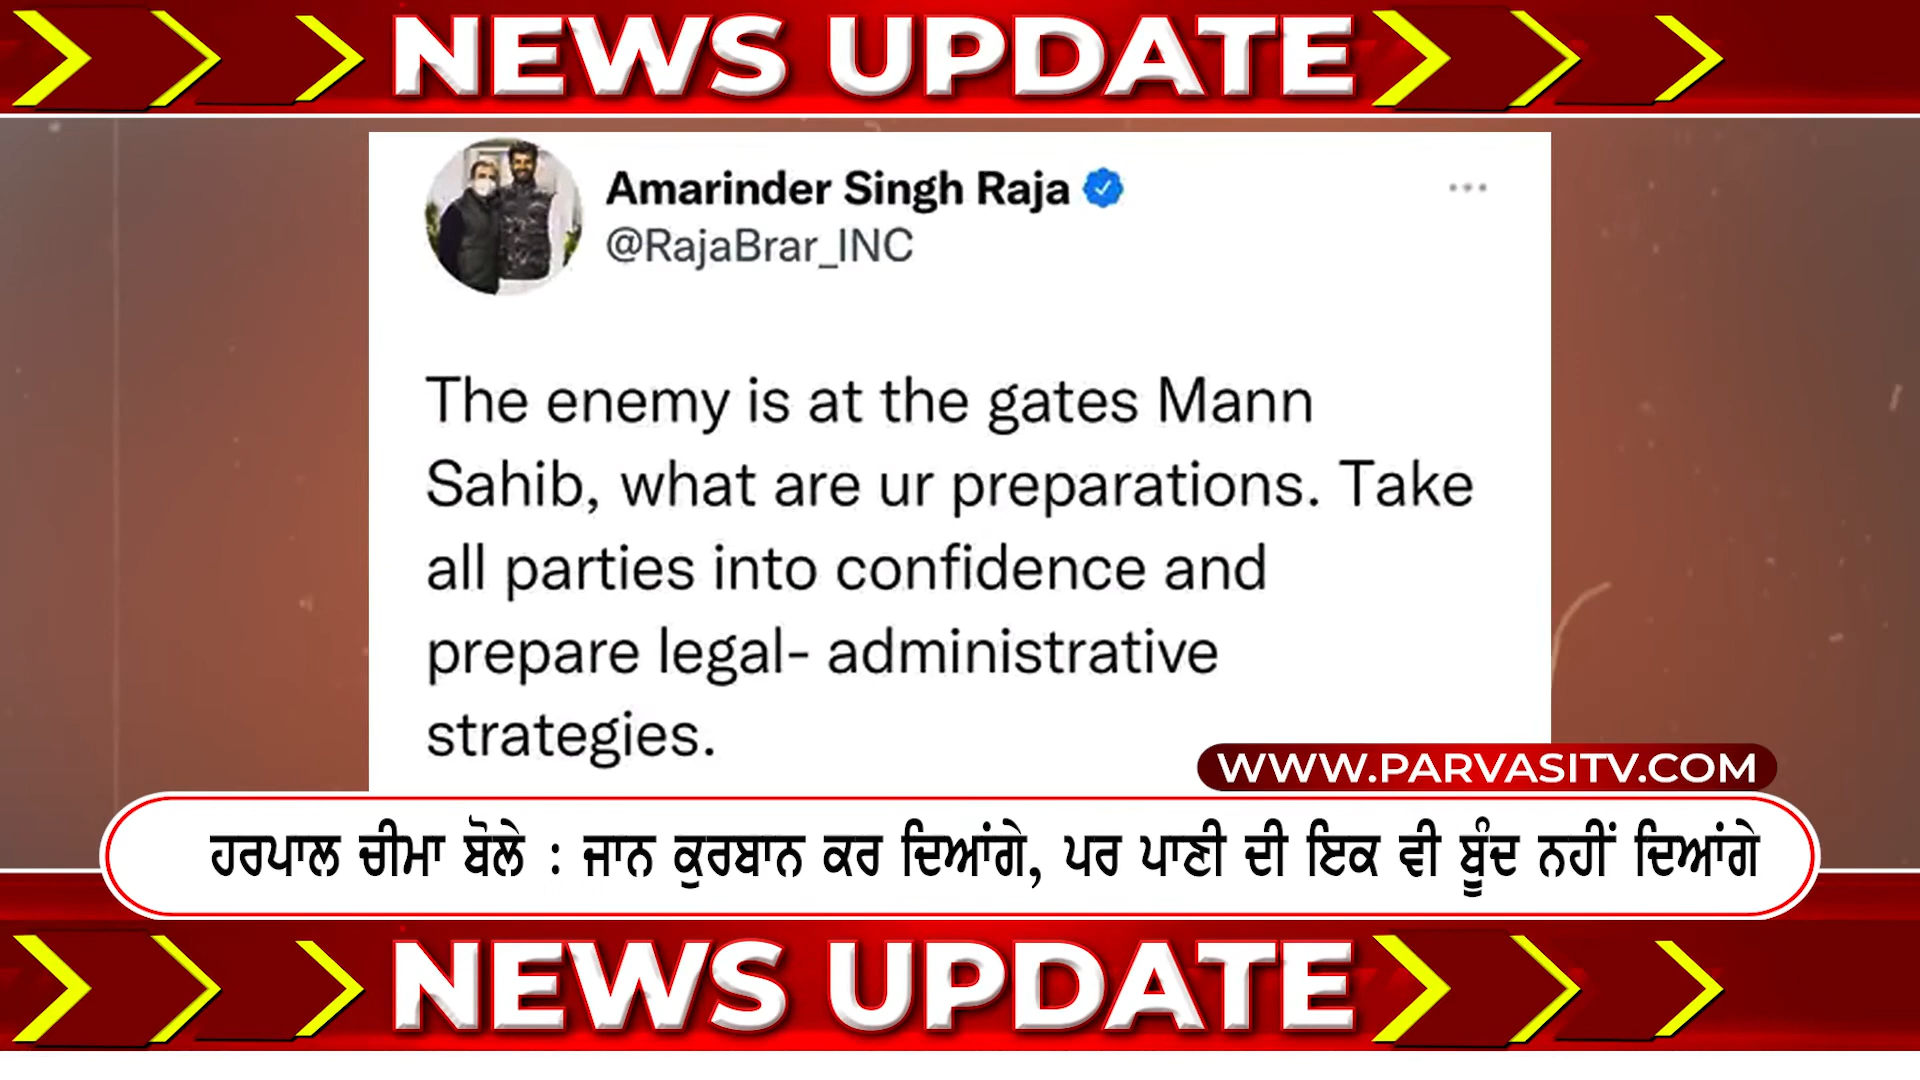 NEWS UPDATE
Amarinder Singh Raja
@RajaBrar_INC
The enemy is at the gates Mann
Sahib, what are ur preparations. Take
all parties into confidence and
prepare legal- administrative
strategies.
WWW.PARVASITV.COM
ਹਰਪਾਲ ਚੀਮਾ ਬੋਲੇ : ਜਾਨ ਕੁਰਬਾਨ ਕਰ ਦਿਆਂਗੇ, ਪਰ ਪਾਣੀ ਦੀ ਇਕ ਵੀ ਬੂੰਦ ਨਹੀਂ ਦਿਆਂਗੇ
NEWS UPDATE